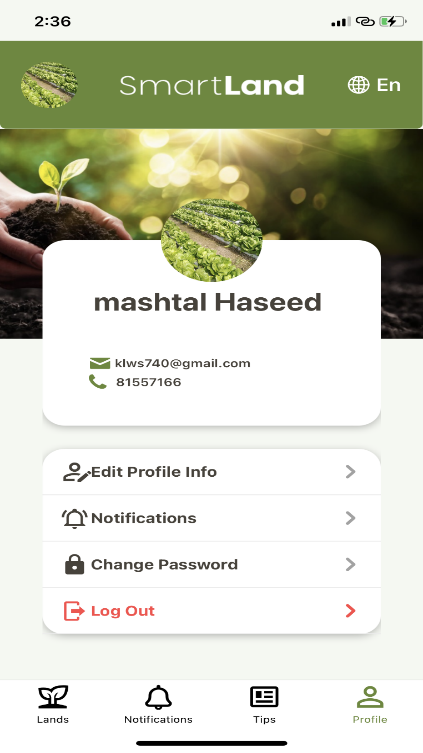 2:36
SmartLand
En
mashtal Haseed
klws740@gmail.com
81557166
Edit Profile Info
Notifications
Change Password
Log Out
Lands
Notifications
Tips
Profile